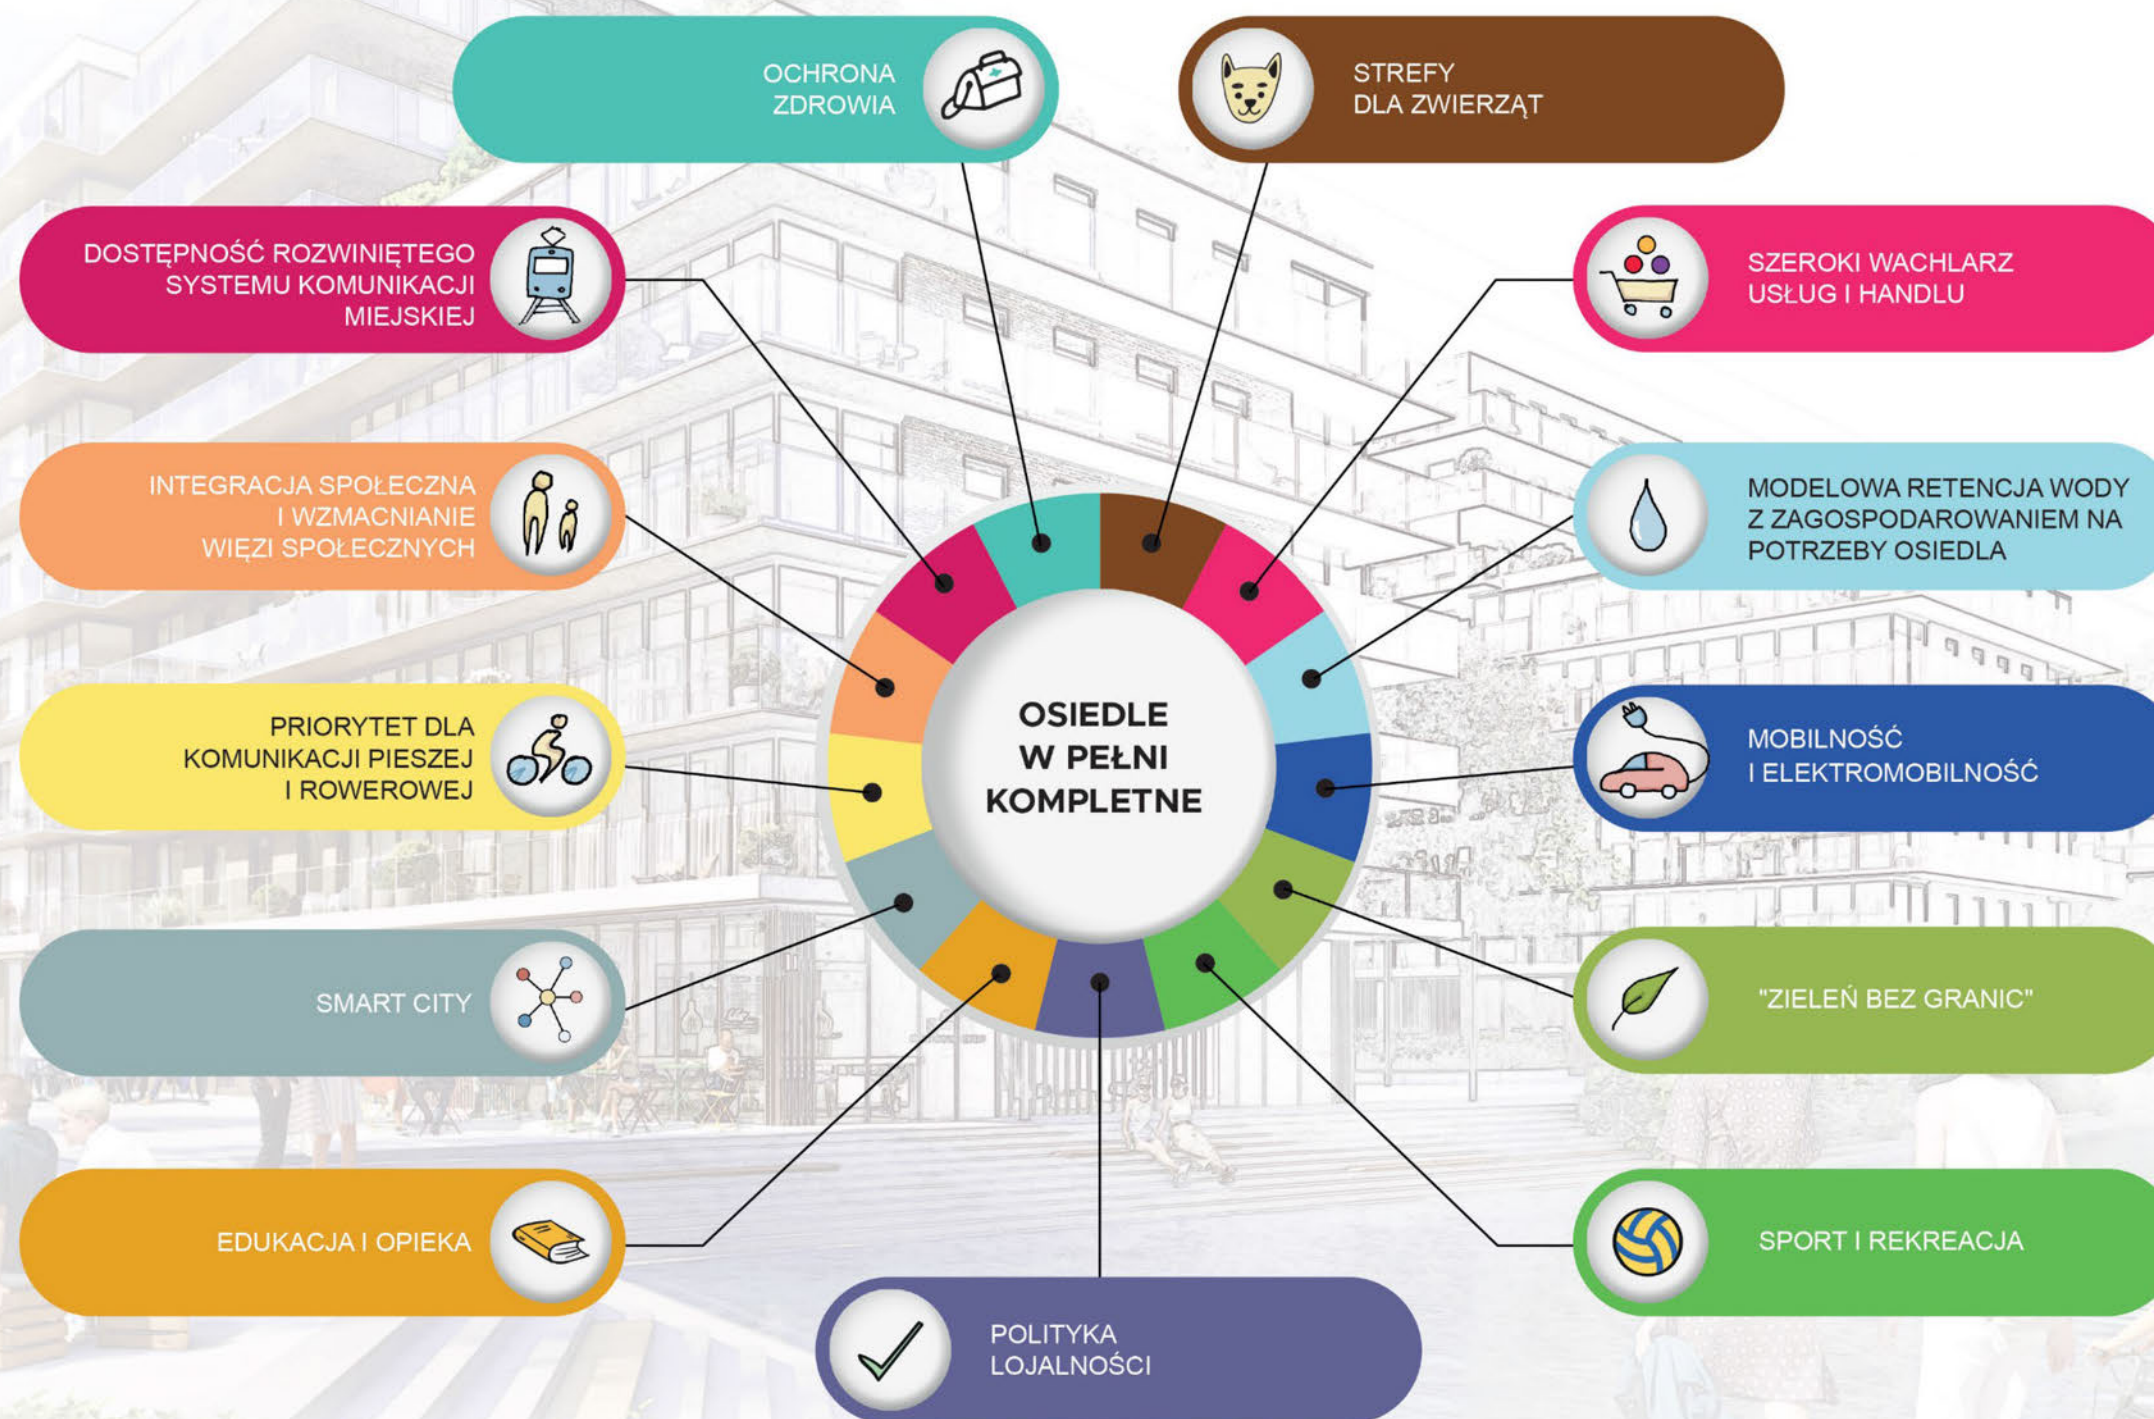 OCHRONA
ZDROWIA
STREFY
DLA ZWIERZĄT
DOSTĘPNOŚĆ ROZWINIĘTEGO
SYSTEMU KOMUNIKACJI
MIEJSKIEJ
SZEROKI WACHLARZ
USŁUG I HANDLU
INTEGRACJA SPOŁECZNA
I WZMACNIANIE
WIĘZI SPOŁECZNYCH
MODELOWA RETENCJA WODY
Z ZAGOSPODAROWANIEM NA
POTRZEBY OSIEDLA
OSIEDLE
W PEŁNI
KOMPLETNE
PRIORYTET DLA
KOMUNIKACJI PIESZEJ
I ROWEROWEJ
MOBILNOŚĆ
I ELEKTROMOBILNOŚĆ
SMART CITY
"ZIELEŃ BEZ GRANIC"
EDUKACJA I OPIEKA
SPORT I REKREACJA
POLITYKA
LOJALNOŚCI